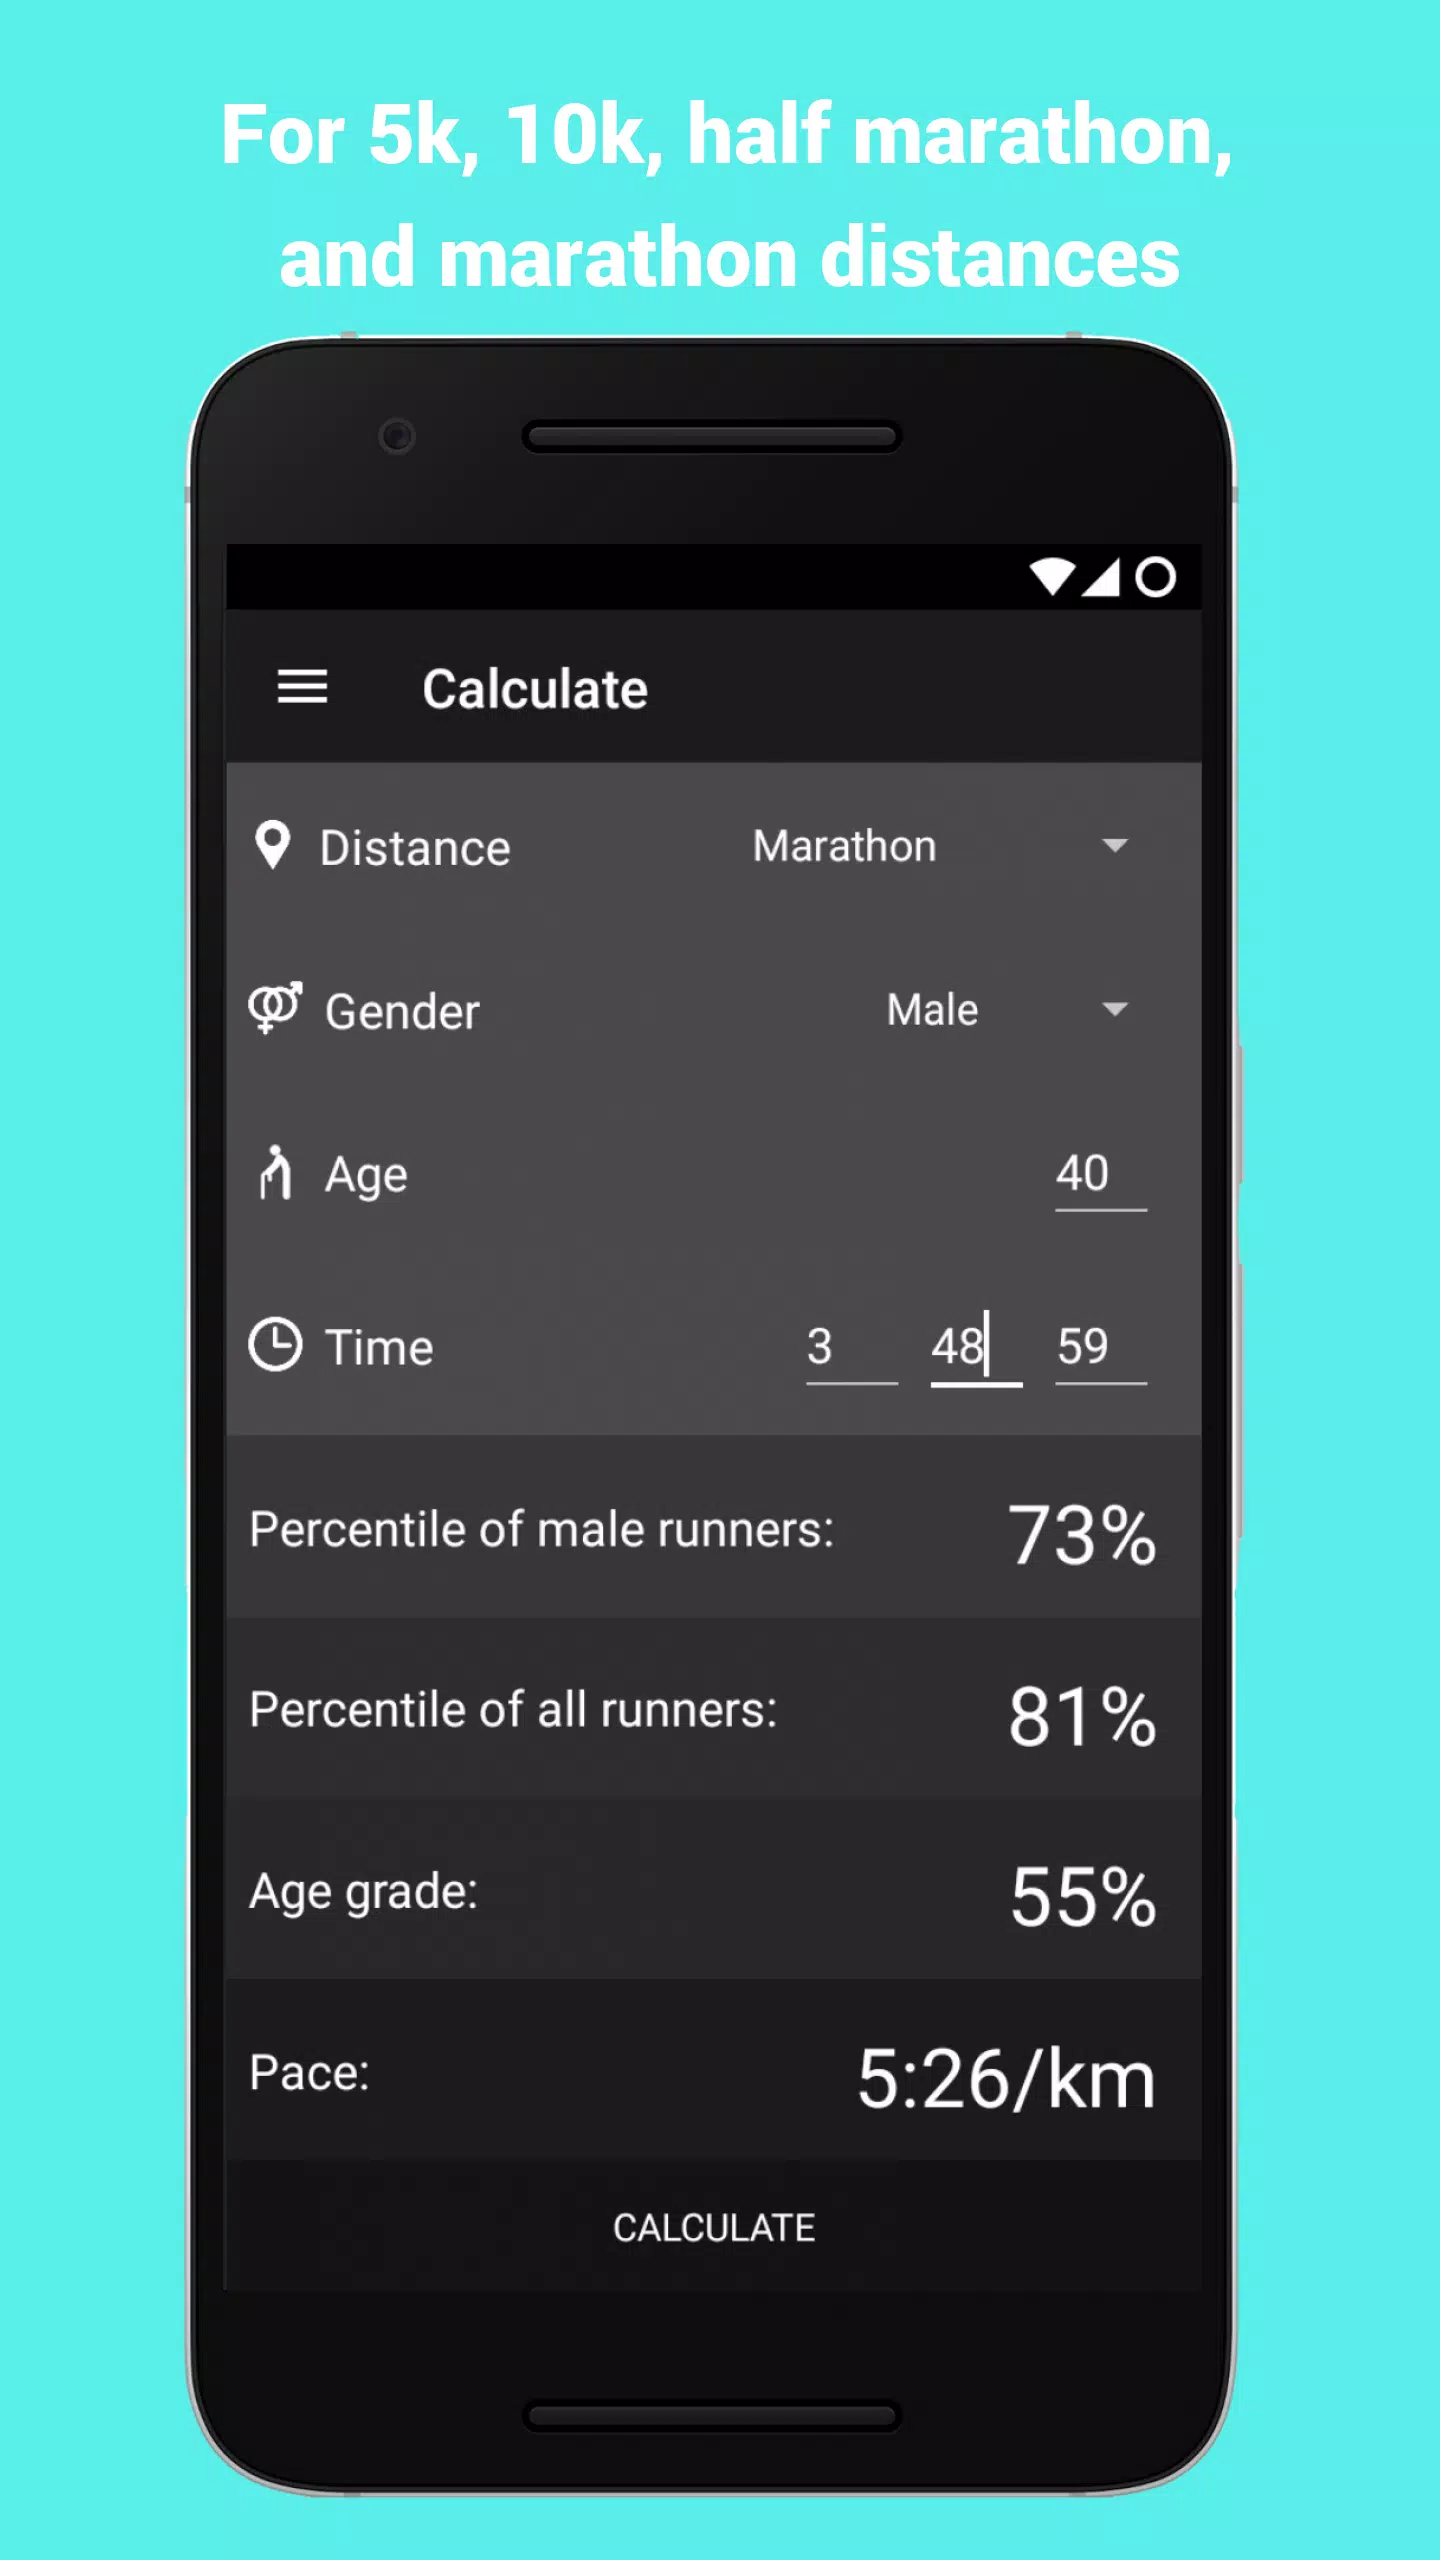 For 5k, 10k, half marathon,
and marathon distances
Calculate
Distance Marathon
Gender Male
Age 40
Time 3 48 59
Percentile of male runners: 73%
Percentile of all runners: 81%
Age grade: 55%
Pace: 5:26/km
CALCULATE